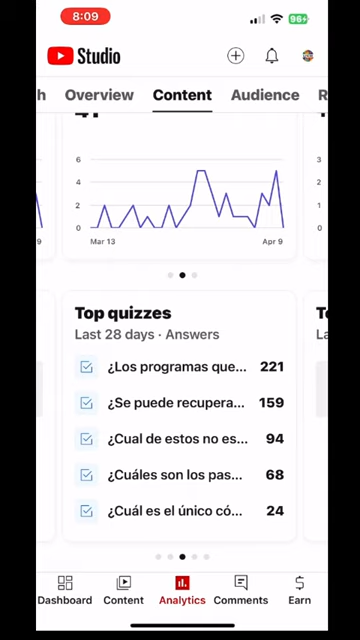 8:09
96
Studio
h Overview Content Audience R
6
4
2
0
Mar 13 Apr 9
3
2
1
0
9
Top quizzes
Last 28 days · Answers
¿Los programas que... 221
¿Se puede recupera... 159
¿Cual de estos no es... 94
¿Cuáles son los pas... 68
¿Cuál es el único có... 24
Dashboard Content Analytics Comments Earn